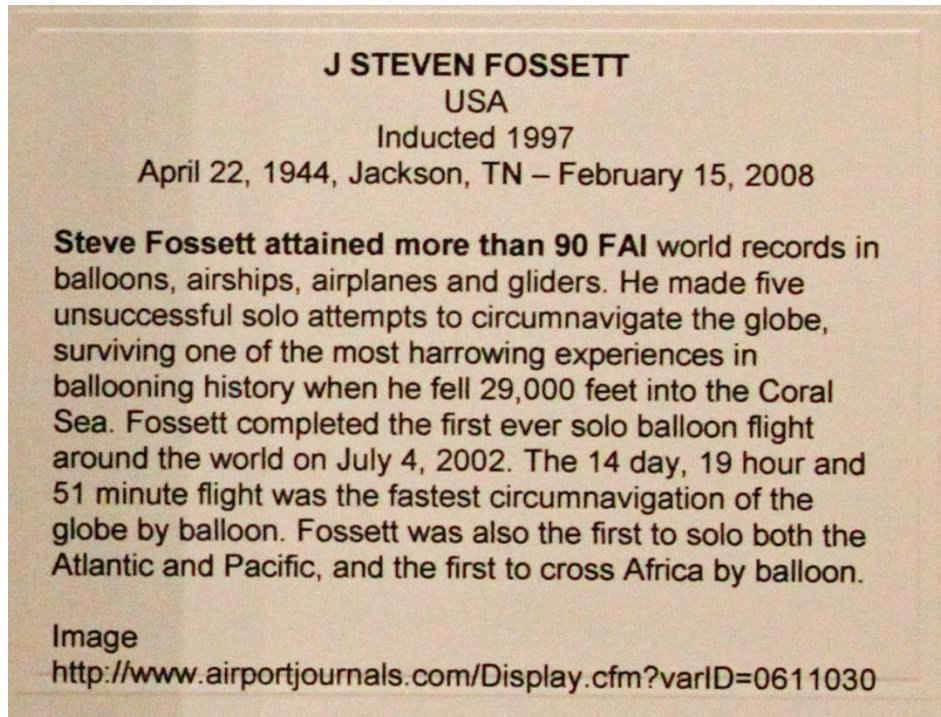 J STEVEN FOSSETT
USA
Inducted 1997
April 22, 1944, Jackson, TN – February 15, 2008
Steve Fossett attained more than 90 FAI world records in
balloons, airships, airplanes and gliders. He made five
unsuccessful solo attempts to circumnavigate the globe,
surviving one of the most harrowing experiences in
ballooning history when he fell 29,000 feet into the Coral
Sea. Fossett completed the first ever solo balloon flight
around the world on July 4, 2002. The 14 day, 19 hour and
51 minute flight was the fastest circumnavigation of the
globe by balloon. Fossett was also the first to solo both the
Atlantic and Pacific, and the first to cross Africa by balloon.
Image
http://www.airportjournals.com/Display.cfm?varID=0611030